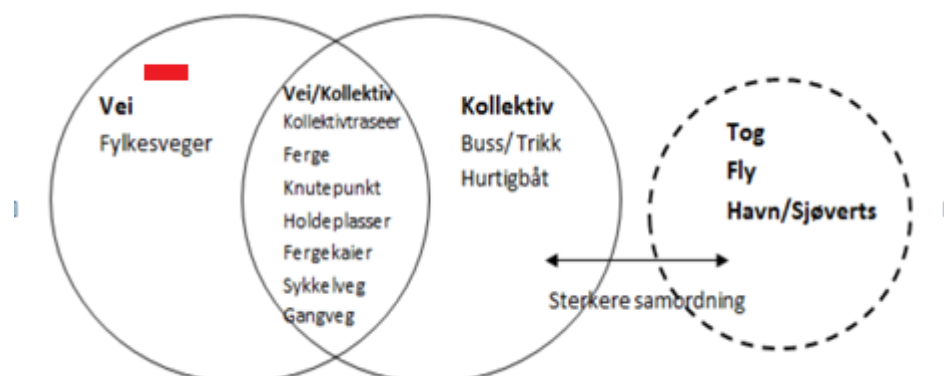 Vei
Fylkesveger
Vei/Kollektiv
Kollektivtraseer
Ferge
Knutepunkt
Holdeplasser
Fergekaier
Sykkelveg
Gangveg
Kollektiv
Buss/ Trikk
Hurtigbåt
Tog
Fly
Havn/Sjøverts
Sterkere samordning